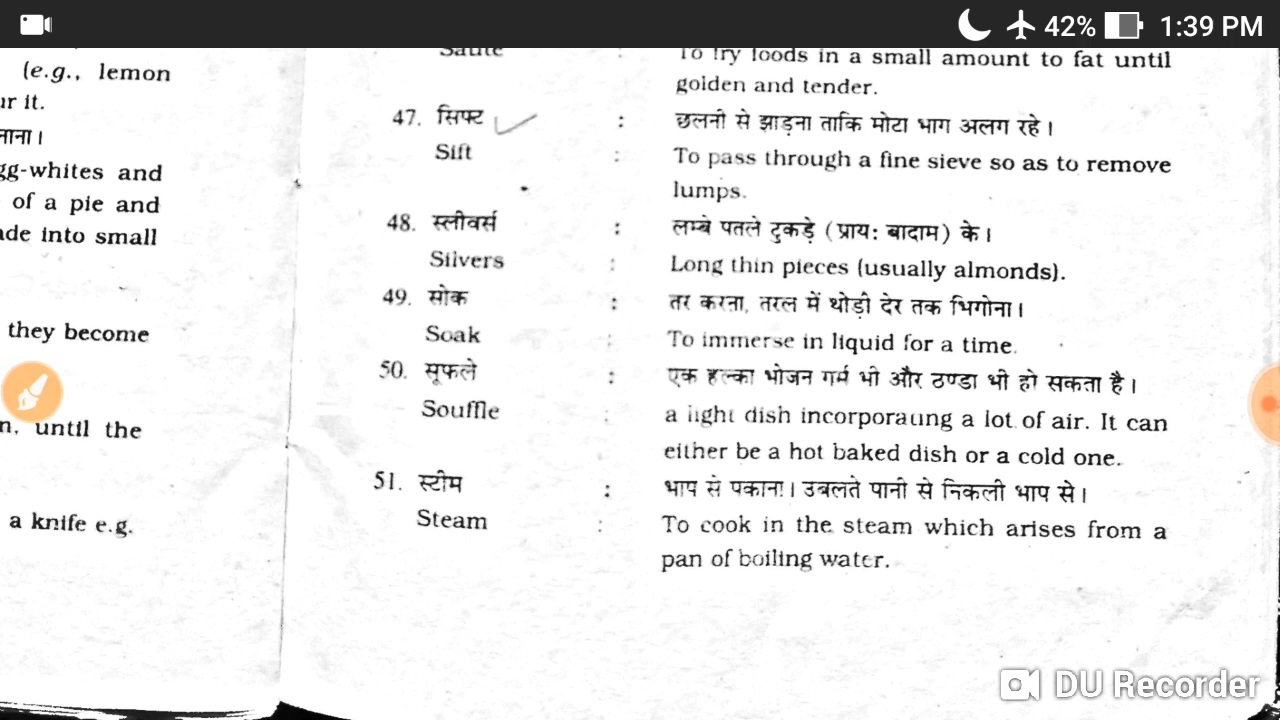 42% 1:39 PM
(e.g., lemon
ur it.
नाना।
gg-whites and
of a pie and
ade into small
they become
n, until the
a knife e.g.
Saute : To fry foods in a small amount to fat until
golden and tender.
47. सिफ्ट : छलनी से झाड़ना ताकि मोटा भाग अलग रहे।
Sift : To pass through a fine sieve so as to remove
lumps.
48. स्लीवर्स : लम्बे पतले टुकड़े (प्राय: बादाम) के।
Slivers : Long thin pieces (usually almonds).
49. सोक : तर करना, तरल में थोड़ी देर तक भिगोना।
Soak : To immerse in liquid for a time.
50. सूफले : एक हल्का भोजन गर्म भी और ठण्डा भी हो सकता है।
Souffle : a light dish incorporating a lot of air. It can
either be a hot baked dish or a cold one.
51. स्टीम : भाप से पकाना। उबलते पानी से निकली भाप से।
Steam : To cook in the steam which arises from a
pan of boiling water.
DU Recorder